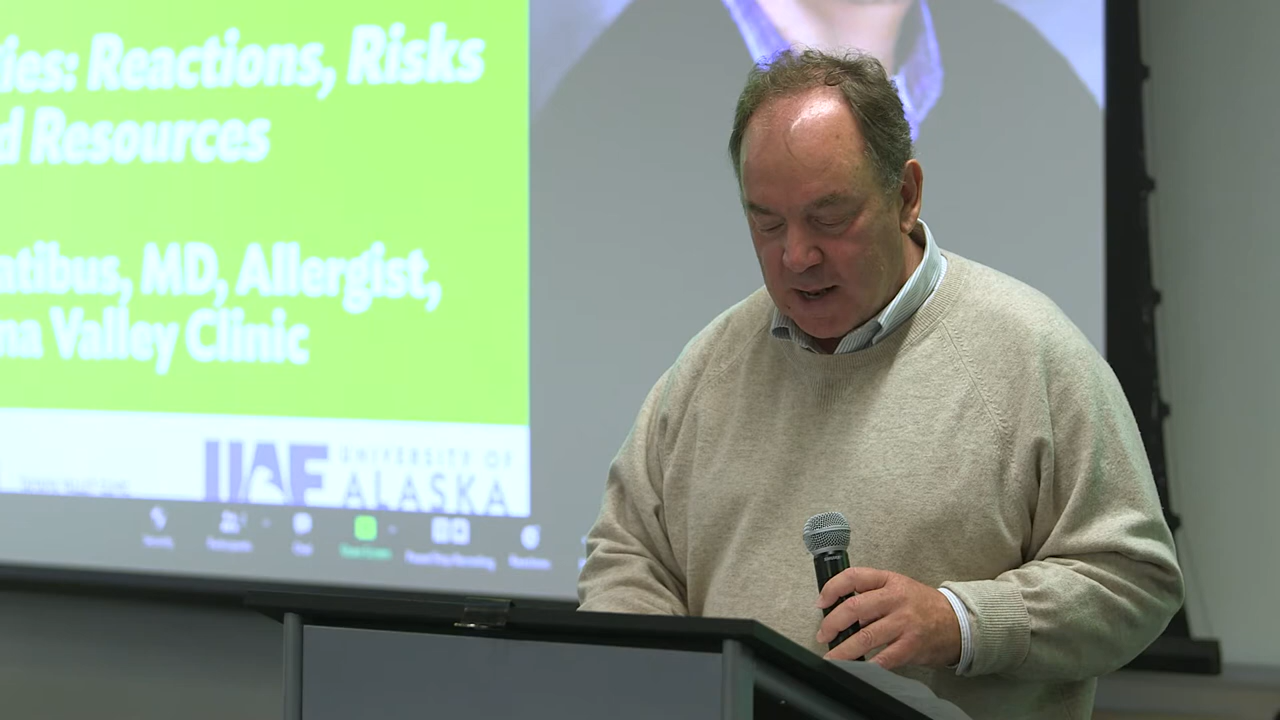 ies: Reactions, Risks
d Resources
atibus, MD, Allergist,
na Valley Clinic
UAF UNIVERSITY OF
ALASKA